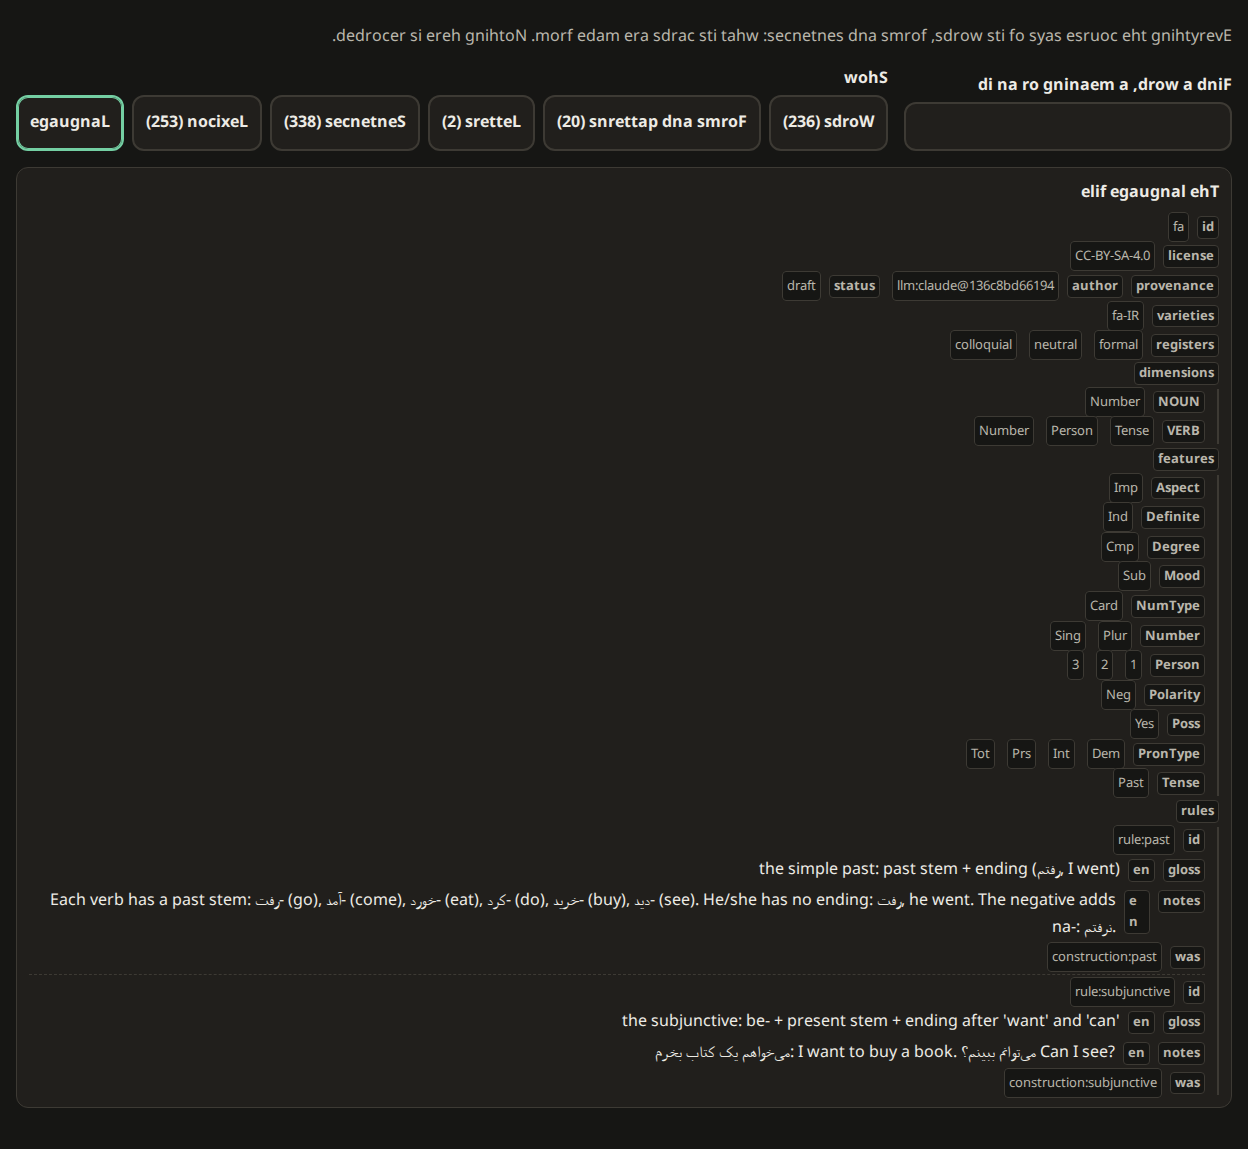 .dedrocer si ereh gnihtoN .morf edam era sdrac sti tahw :secnetnes dna smrof ,sdrow sti fo syas esruoc eht gnihtyrevE
di na ro gninaem a ,drow a dniF
wohS
egaugnaL
(253) nocixeL
(338) secnetneS
(2) sretteL
(20) snrettap dna smroF
(236) sdroW
elif egaugnal ehT
id fa
license CC-BY-SA-4.0
provenance author llm:claude@136c8bd66194 status draft
varieties fa-IR
registers formal neutral colloquial
dimensions
NOUN Number
VERB Tense Person Number
features
Aspect Imp
Definite Ind
Degree Cmp
Mood Sub
NumType Card
Number Plur Sing
Person 1 2 3
Polarity Neg
Poss Yes
PronType Dem Int Prs Tot
Tense Past
rules
id rule:past
gloss en the simple past: past stem + ending (رفتم, I went)
notes en Each verb has a past stem: رفت- (go), آمد- (come), خورد- (eat), کرد- (do), خرید- (buy), دید- (see). He/she has no ending: رفت, he went. The negative adds
na-: نرفتم.
was construction:past
id rule:subjunctive
gloss en the subjunctive: be- + present stem + ending after 'want' and 'can'
notes en می‌خواهم یک کتاب بخرم: I want to buy a book. می‌توانم ببینم؟ Can I see?
was construction:subjunctive